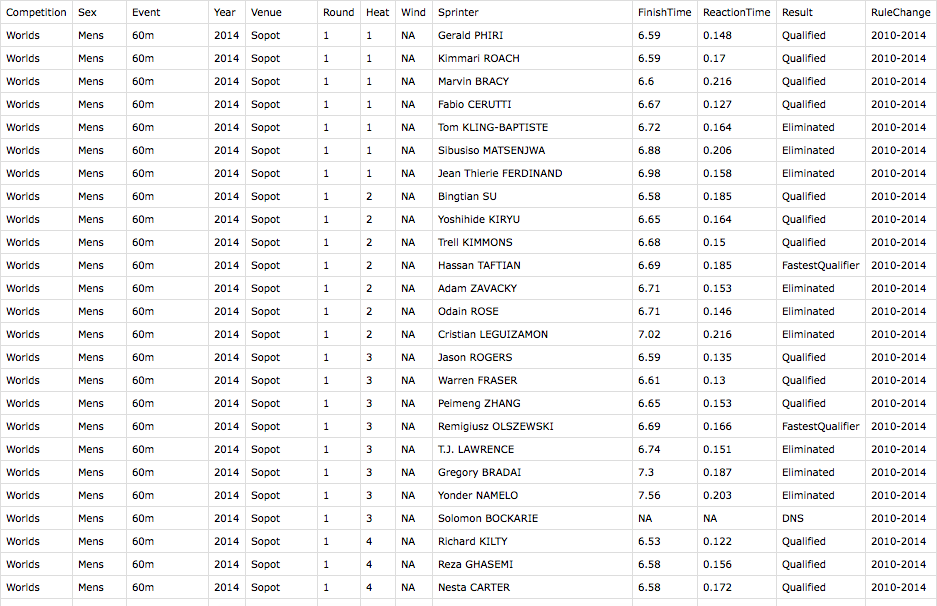 Competition Sex Event Year Venue Round Heat Wind Sprinter FinishTime ReactionTime Result RuleChange
Worlds Mens 60m 2014 Sopot 1 1 NA Gerald PHIRI 6.59 0.148 Qualified 2010-2014
Worlds Mens 60m 2014 Sopot 1 1 NA Kimmari ROACH 6.59 0.17 Qualified 2010-2014
Worlds Mens 60m 2014 Sopot 1 1 NA Marvin BRACY 6.6 0.216 Qualified 2010-2014
Worlds Mens 60m 2014 Sopot 1 1 NA Fabio CERUTTI 6.67 0.127 Qualified 2010-2014
Worlds Mens 60m 2014 Sopot 1 1 NA Tom KLING-BAPTISTE 6.72 0.164 Eliminated 2010-2014
Worlds Mens 60m 2014 Sopot 1 1 NA Sibusiso MATSENJWA 6.88 0.206 Eliminated 2010-2014
Worlds Mens 60m 2014 Sopot 1 1 NA Jean Thierie FERDINAND 6.98 0.158 Eliminated 2010-2014
Worlds Mens 60m 2014 Sopot 1 2 NA Bingtian SU 6.58 0.185 Qualified 2010-2014
Worlds Mens 60m 2014 Sopot 1 2 NA Yoshihide KIRYU 6.65 0.164 Qualified 2010-2014
Worlds Mens 60m 2014 Sopot 1 2 NA Trell KIMMONS 6.68 0.15 Qualified 2010-2014
Worlds Mens 60m 2014 Sopot 1 2 NA Hassan TAFTIAN 6.69 0.185 FastestQualifier 2010-2014
Worlds Mens 60m 2014 Sopot 1 2 NA Adam ZAVACKY 6.71 0.153 Eliminated 2010-2014
Worlds Mens 60m 2014 Sopot 1 2 NA Odain ROSE 6.71 0.146 Eliminated 2010-2014
Worlds Mens 60m 2014 Sopot 1 2 NA Cristian LEGUIZAMON 7.02 0.216 Eliminated 2010-2014
Worlds Mens 60m 2014 Sopot 1 3 NA Jason ROGERS 6.59 0.135 Qualified 2010-2014
Worlds Mens 60m 2014 Sopot 1 3 NA Warren FRASER 6.61 0.13 Qualified 2010-2014
Worlds Mens 60m 2014 Sopot 1 3 NA Peimeng ZHANG 6.65 0.153 Qualified 2010-2014
Worlds Mens 60m 2014 Sopot 1 3 NA Remigiusz OLSZEWSKI 6.69 0.166 FastestQualifier 2010-2014
Worlds Mens 60m 2014 Sopot 1 3 NA T.J. LAWRENCE 6.74 0.151 Eliminated 2010-2014
Worlds Mens 60m 2014 Sopot 1 3 NA Gregory BRADAI 7.3 0.187 Eliminated 2010-2014
Worlds Mens 60m 2014 Sopot 1 3 NA Yonder NAMELO 7.56 0.203 Eliminated 2010-2014
Worlds Mens 60m 2014 Sopot 1 3 NA Solomon BOCKARIE NA NA DNS 2010-2014
Worlds Mens 60m 2014 Sopot 1 4 NA Richard KILTY 6.53 0.122 Qualified 2010-2014
Worlds Mens 60m 2014 Sopot 1 4 NA Reza GHASEMI 6.58 0.156 Qualified 2010-2014
Worlds Mens 60m 2014 Sopot 1 4 NA Nesta CARTER 6.58 0.172 Qualified 2010-2014